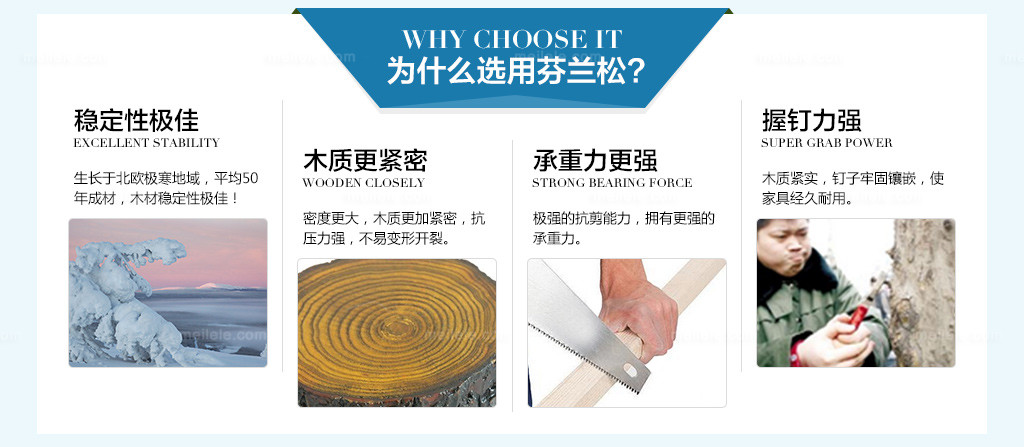 WHY CHOOSE IT
为什么选用芬兰松?
稳定性极佳
EXCELLENT STABILITY
生长于北欧极寒地域，平均50
年成材，木材稳定性极佳！
木质更紧密
WOODEN CLOSELY
密度更大，木质更加紧密，抗
压力强，不易变形开裂。
承重力更强
STRONG BEARING FORCE
极强的抗剪能力，拥有更强的
承重力。
握钉力强
SUPER GRAB POWER
木质紧实，钉子牢固镶嵌，使
家具经久耐用。
meilele.com